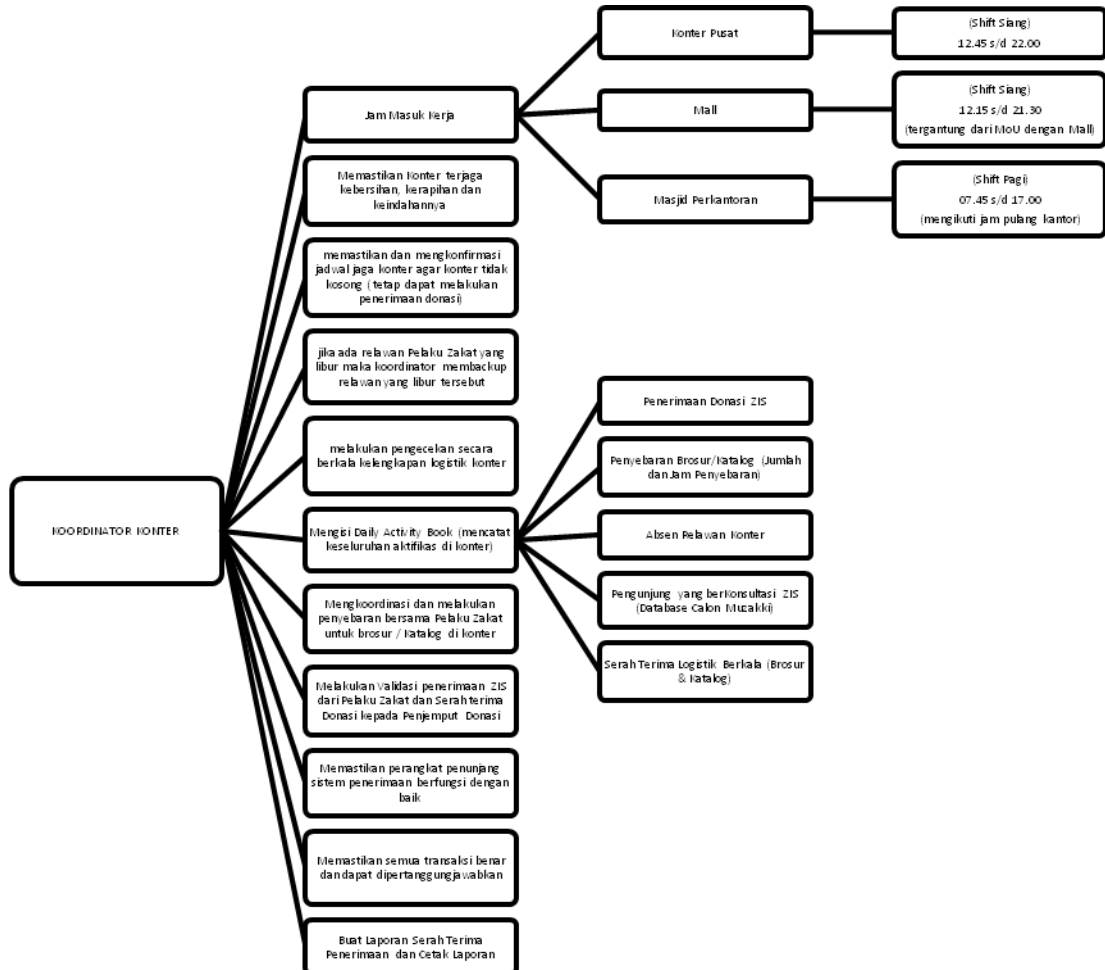 KOORDINATOR KONTER
Jam Masuk Kerja
Konter Pusat
(Shift Siang)
12.45 s/d 22.00
Mall
(Shift Siang)
12.15 s/d 21.30
(tergantung dari MoU dengan Mall)
Masjid Perkantoran
(Shift Pagi)
07.45 s/d 17.00
(mengikuti jam pulang kantor)
Memastikan Konter terjaga
kebersihan, kerapihan dan
keindahannya
memastikan dan mengkonfirmasi
jadwal jaga konter agar konter tidak
kosong (tetap dapat melakukan
penerimaan donasi)
jika ada relawan Pelaku Zakat yang
libur maka koordinator membackup
relawan yang libur tersebut
melakukan pengecekan secara
berkala kelengkapan logistik konter
Mengisi Daily Activity Book (mencatat
keseluruhan aktifikas di konter)
Penerimaan Donasi ZIS
Penyebaran Brosur/Katalog (Jumlah
dan Jam Penyebaran)
Absen Relawan Konter
Pengunjung yang berKonsultasi ZIS
(Database Calon Muzakki)
Serah Terima Logistik Berkala (Brosur
& Katalog)
Mengkoordinasi dan melakukan
penyebaran bersama Pelaku Zakat
untuk brosur / Katalog di konter
Melakukan Validasi penerimaan ZIS
dari Pelaku Zakat dan Serah terima
Donasi kepada Penjemput Donasi
Memastikan perangkat penunjang
sistem penerimaan berfungsi dengan
baik
Memastikan semua transaksi benar
dan dapat dipertanggungjawabkan
Buat Laporan Serah Terima
Penerimaan dan Cetak Laporan